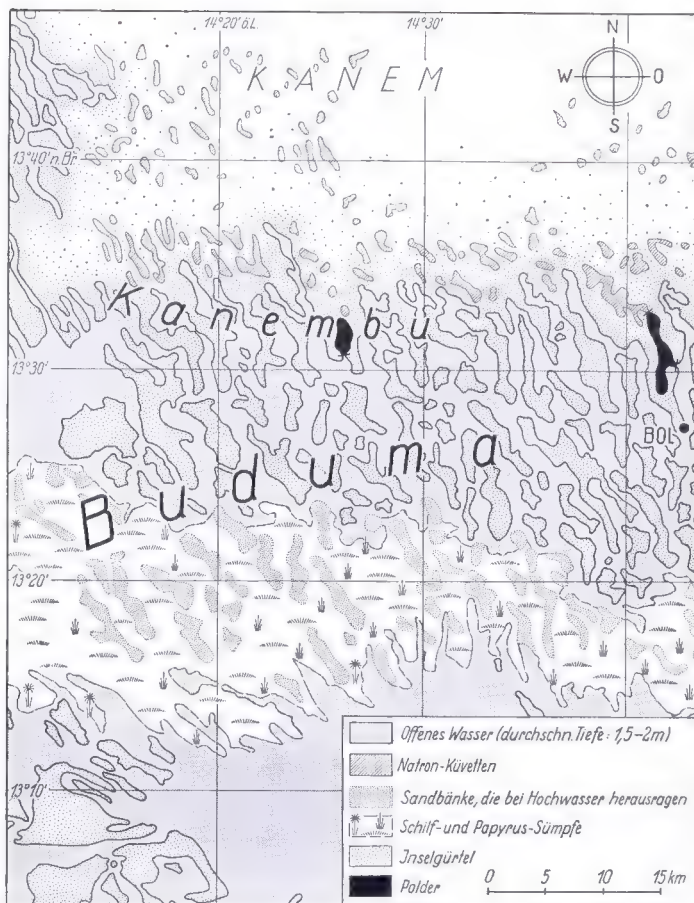 14°20' ö.L.
14°30'
KANEM
N
W
O
S
13°40' n.Br.
Kanembu
13°30'
BOL
Buduma
13°20'
13°10'
Offenes Wasser (durchschn. Tiefe: 1,5–2m)
Natron-Küvetten
Sandbänke, die bei Hochwasser herausragen
Schilf- und Papyrus-Sümpfe
Inselgürtel
Polder
0 5 10 15 km